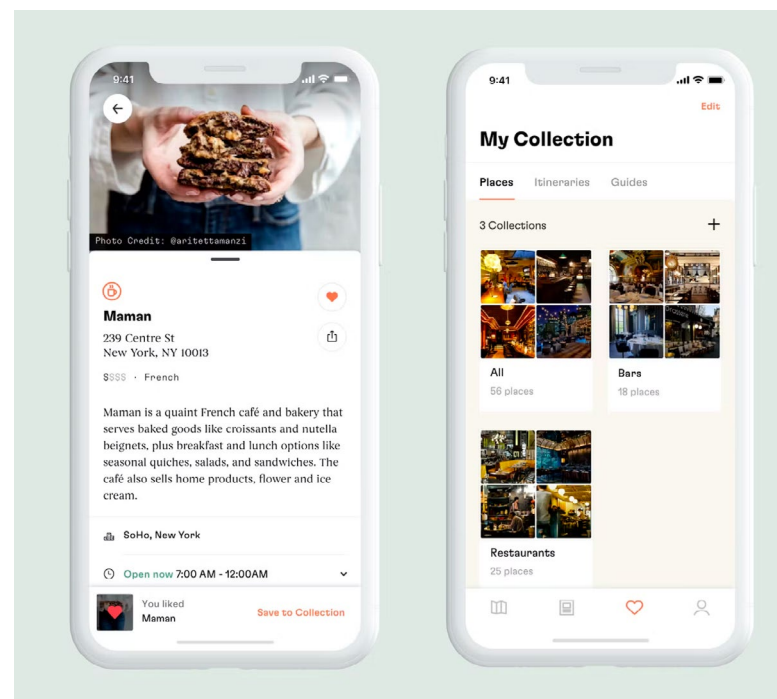 9:41
Photo Credit: @aritettamanzi
Maman
239 Centre St
New York, NY 10013
$$$$ · French
Maman is a quaint French café and bakery that
serves baked goods like croissants and nutella
beignets, plus breakfast and lunch options like
seasonal quiches, salads, and sandwiches. The
café also sells home products, flower and ice
cream.
SoHo, New York
Open now 7:00 AM - 12:00AM
You liked
Maman
Save to Collection
9:41
Edit
My Collection
Places Itineraries Guides
3 Collections
All
56 places
Bars
18 places
Restaurants
25 places